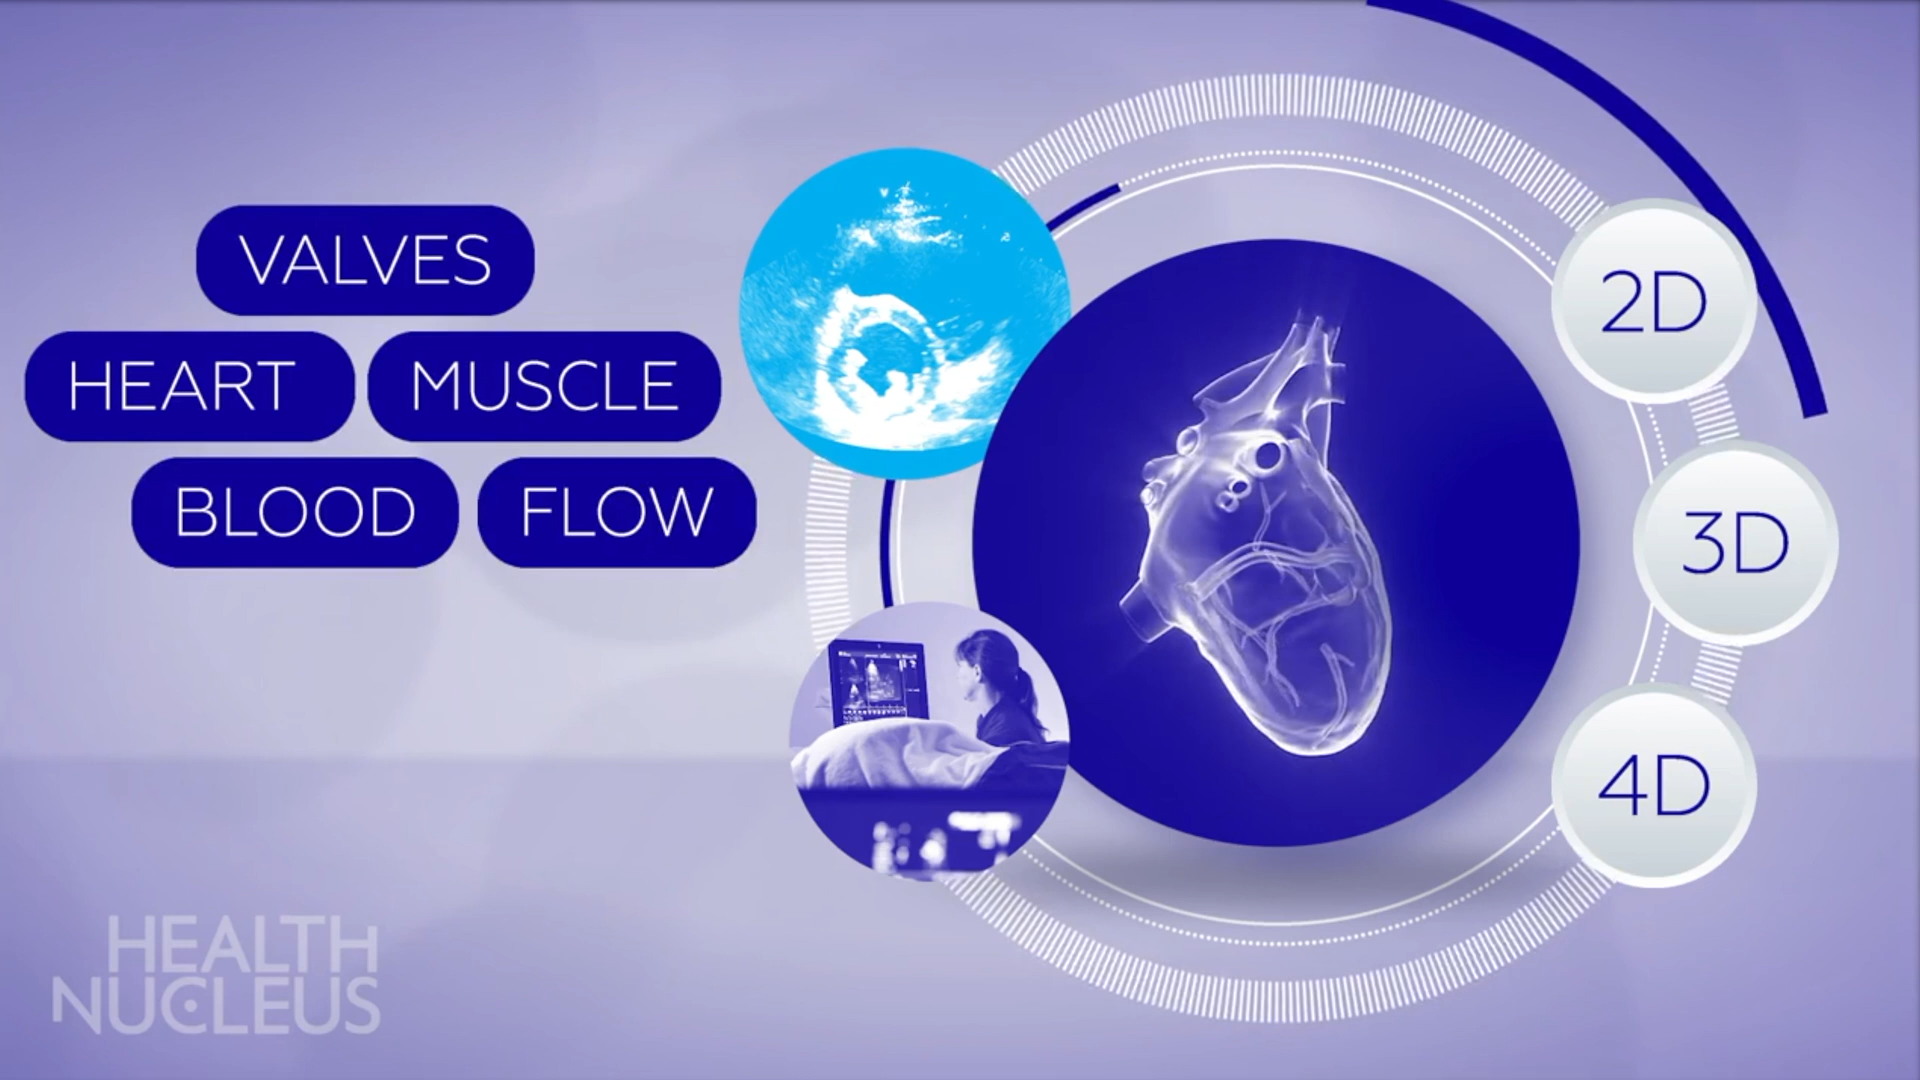 VALVES
HEART MUSCLE
BLOOD FLOW
2D
3D
4D
HEALTH
NUCLEUS